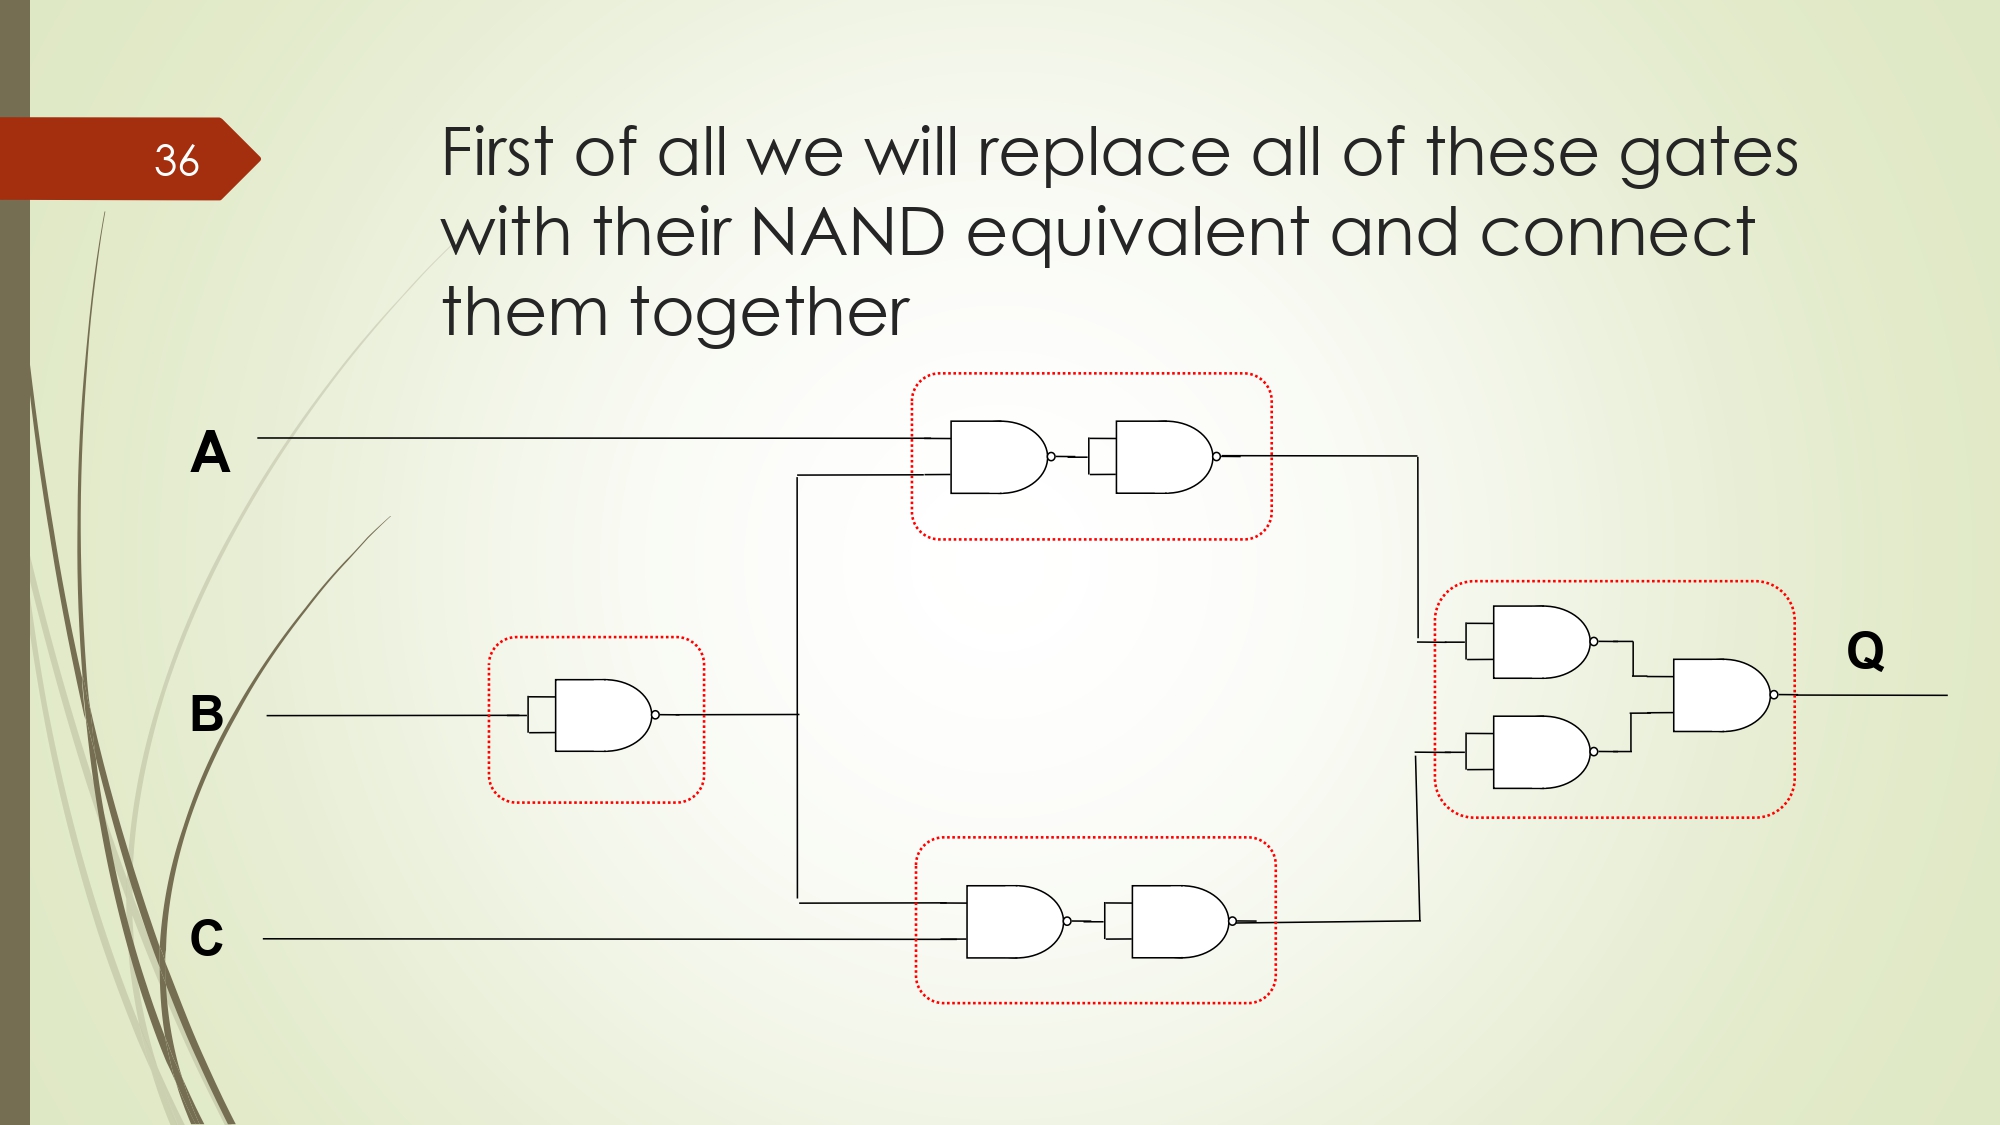 36
First of all we will replace all of these gates
with their NAND equivalent and connect
them together
A
B
C
Q